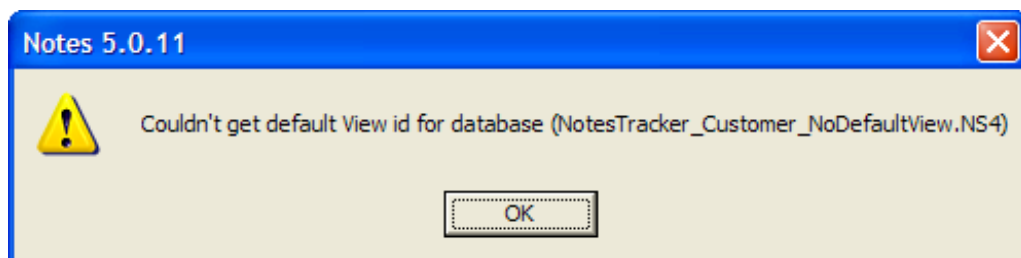 Notes 5.0.11
Couldn't get default View id for database (NotesTracker_Customer_NoDefaultView.NS4)
OK